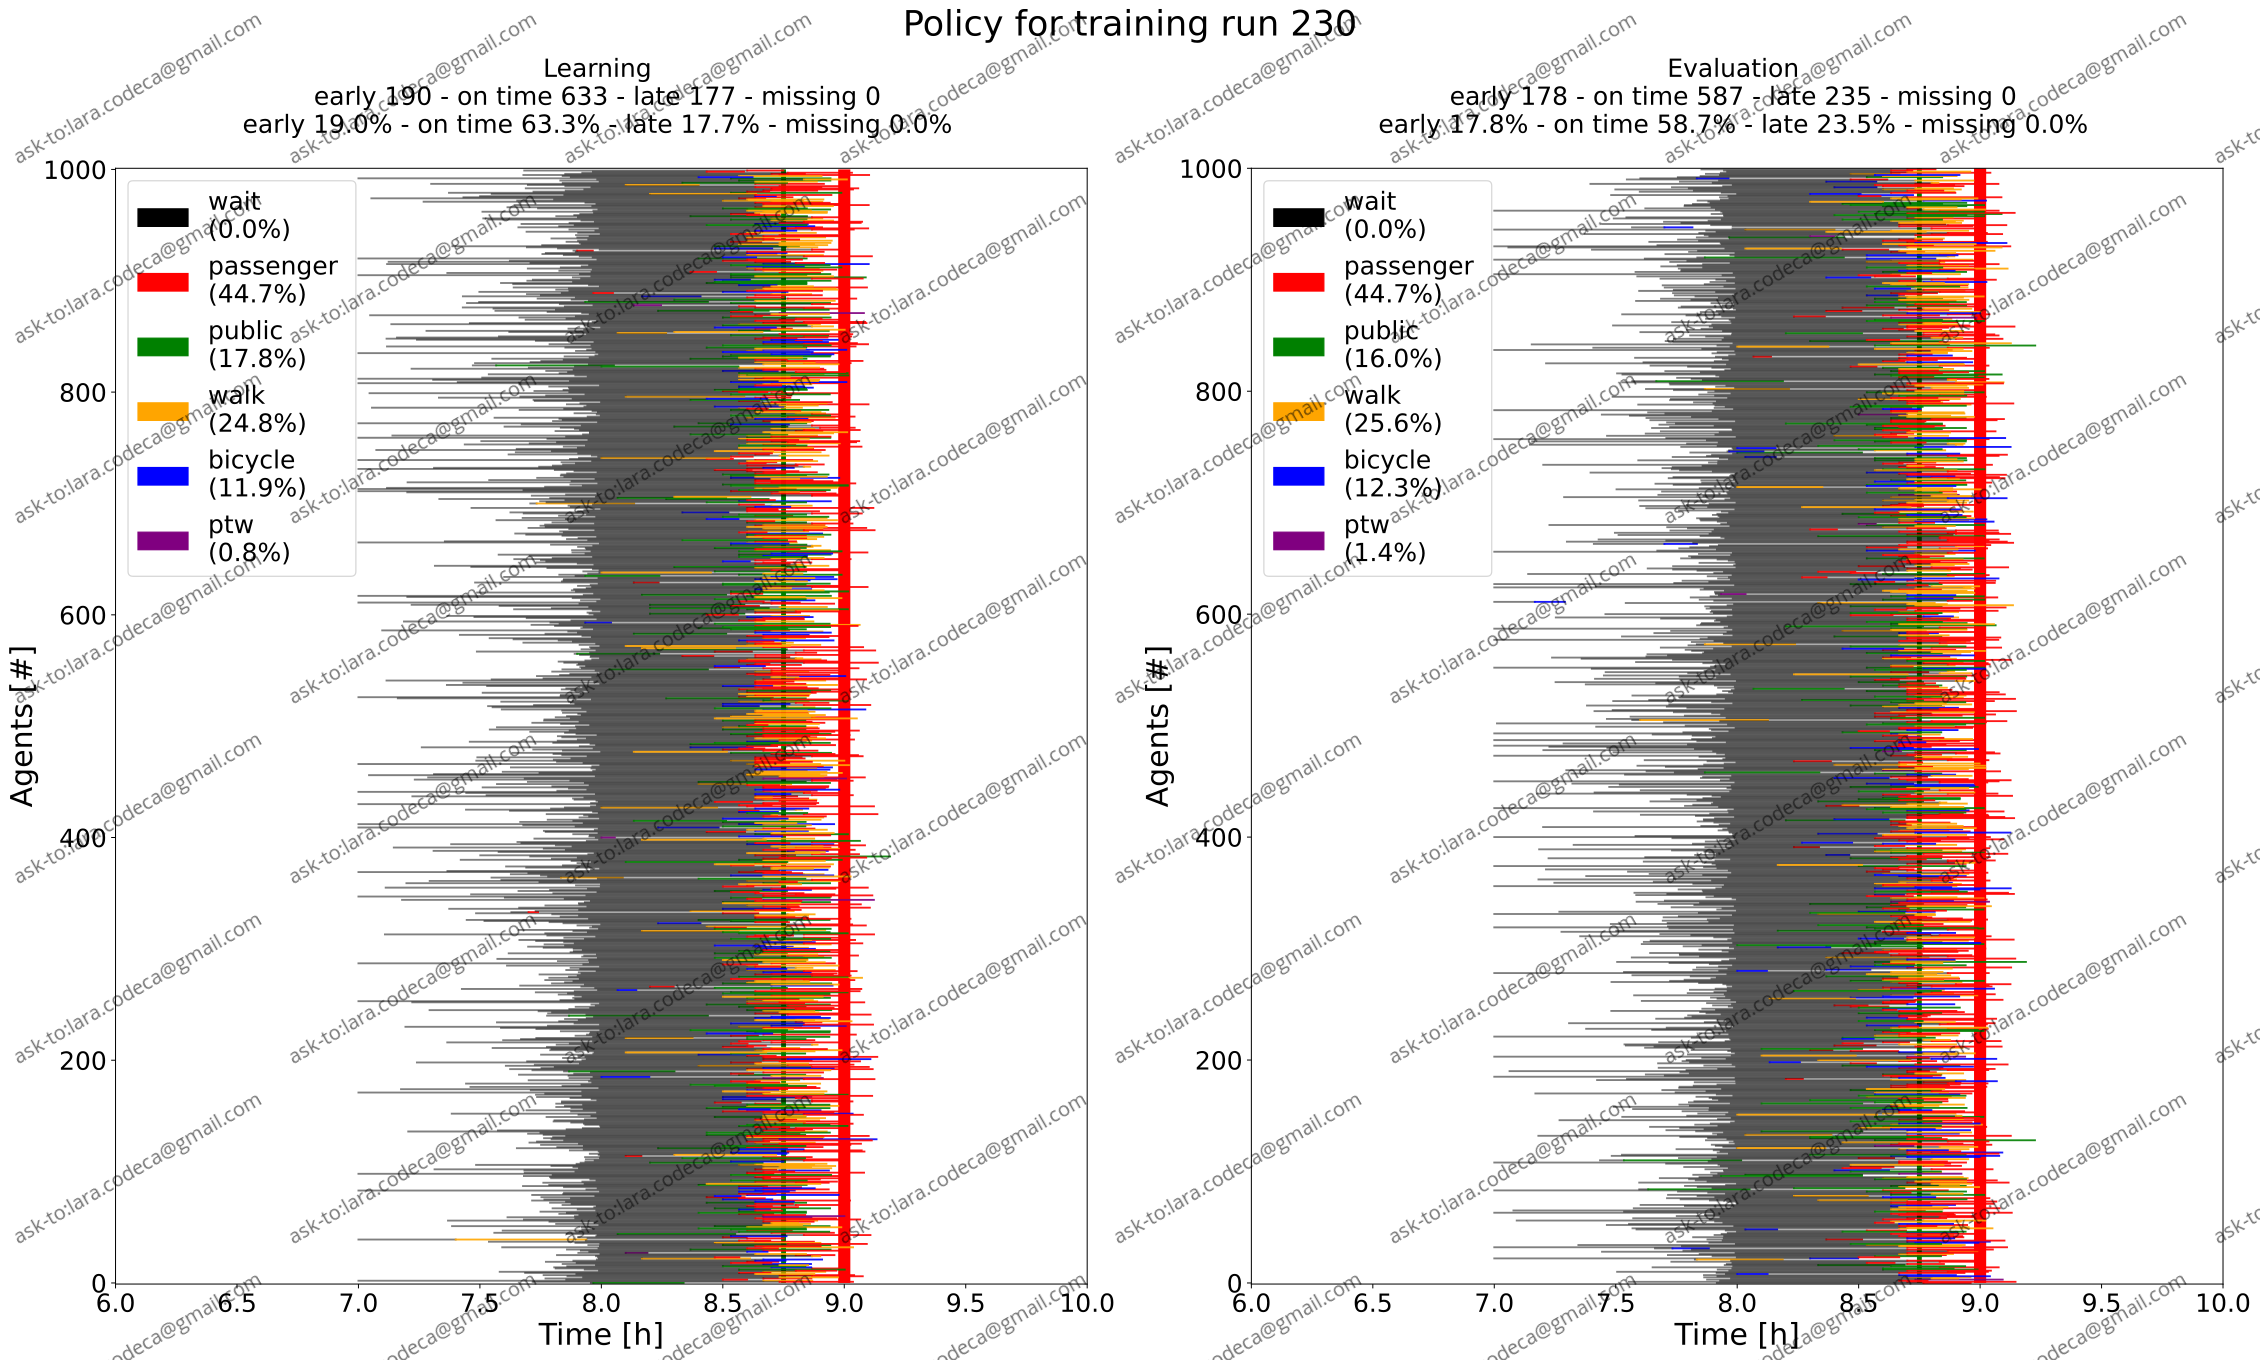 Policy for training run 230
Learning
early 190 - on time 633 - late 177 - missing 0
early 19.0% - on time 63.3% - late 17.7% - missing 0.0%
1000
800
600
400
200
0
Agents [#]
wait
(0.0%)
passenger
(44.7%)
public
(17.8%)
walk
(24.8%)
bicycle
(11.9%)
ptw
(0.8%)
6.0 6.5 7.0 7.5 8.0 8.5 9.0 9.5 10.0
Time [h]
Evaluation
early 178 - on time 587 - late 235 - missing 0
early 17.8% - on time 58.7% - late 23.5% - missing 0.0%
1000
800
600
400
200
0
Agents [#]
wait
(0.0%)
passenger
(44.7%)
public
(16.0%)
walk
(25.6%)
bicycle
(12.3%)
ptw
(1.4%)
6.0 6.5 7.0 7.5 8.0 8.5 9.0 9.5 10.0
Time [h]
ask-to:lara.codeca@gmail.com